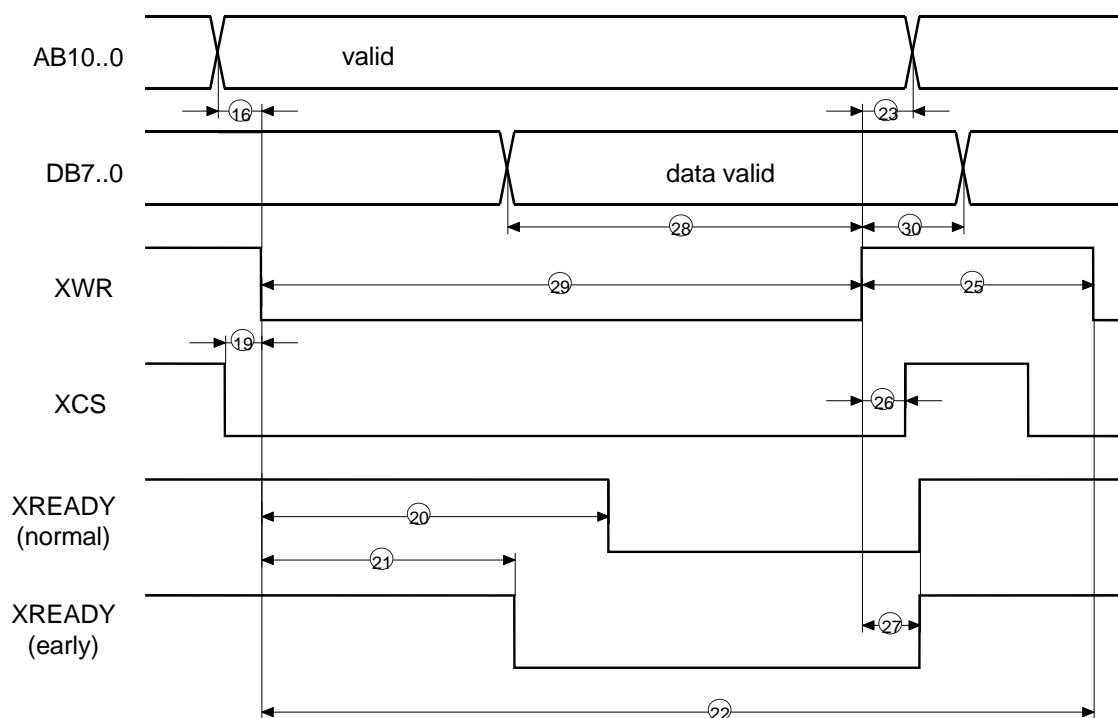 AB10..0
valid
16
23
DB7..0
data valid
28
30
XWR
29
25
19
XCS
26
XREADY
(normal)
20
21
XREADY
(early)
27
22